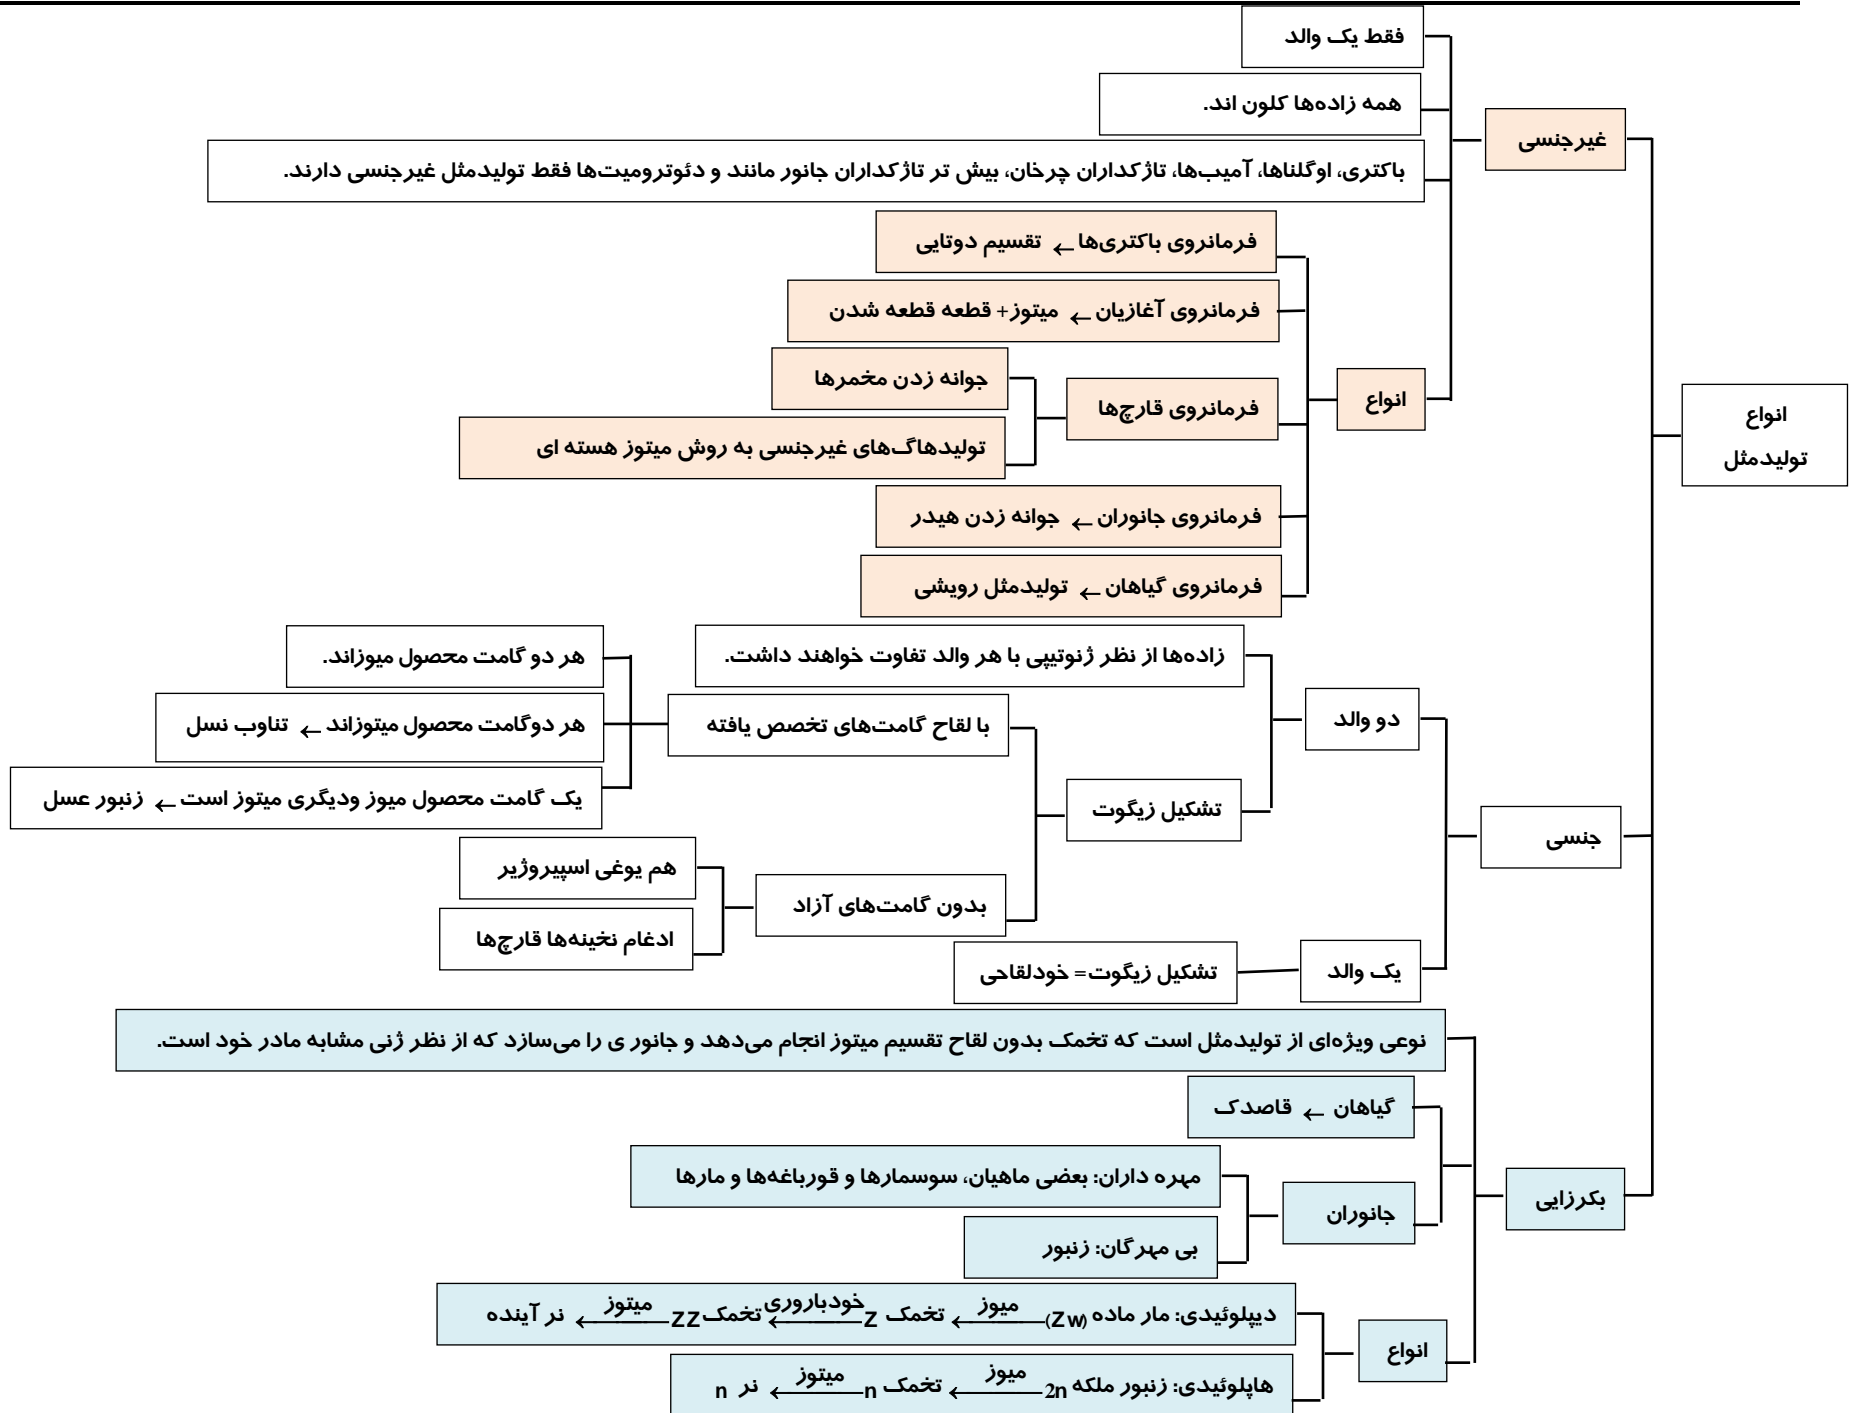 انواع
تولیدمثل
غیرجنسی
فقط یک والد
همه زاده‌ها کلون اند.
باکتری، اوگلناها، آمیب‌ها، تاژکداران چرخان، بیش تر تاژکداران جانور مانند و دئوترومیت‌ها فقط تولیدمثل غیرجنسی دارند.
انواع
فرمانروی باکتری‌ها ← تقسیم دوتایی
فرمانروی آغازیان ← میتوز+ قطعه قطعه شدن
فرمانروی قارچ‌ها
جوانه زدن مخمرها
تولیدهاگ‌های غیرجنسی به روش میتوز هسته ای
فرمانروی جانوران ← جوانه زدن هیدر
فرمانروی گیاهان ← تولیدمثل رویشی
جنسی
دو والد
زاده‌ها از نظر ژنوتیپی با هر والد تفاوت خواهند داشت.
تشکیل زیگوت
با لقاح گامت‌های تخصص یافته
هر دو گامت محصول میوزاند.
هر دوگامت محصول میتوزاند ← تناوب نسل
یک گامت محصول میوز ودیگری میتوز است ← زنبور عسل
بدون گامت‌های آزاد
هم یوغی اسپیروژیر
ادغام نخینه‌ها قارچ‌ها
یک والد
تشکیل زیگوت= خودلقاحی
بکرزایی
نوعی ویژه‌ای از تولیدمثل است که تخمک بدون لقاح تقسیم میتوز انجام می‌دهد و جانور ی را می‌سازد که از نظر ژنی مشابه مادر خود است.
گیاهان ← قاصدک
جانوران
مهره داران: بعضی ماهیان، سوسمارها و قورباغه‌ها و مارها
بی مهرگان: زنبور
انواع
دیپلوئیدی: مار ماده (Zw) ←میوز تخمک Z ←خودباروری تخمک ZZ ←میتوز نر آینده
هاپلوئیدی: زنبور ملکه 2n ←میوز تخمک n ←میتوز نر n